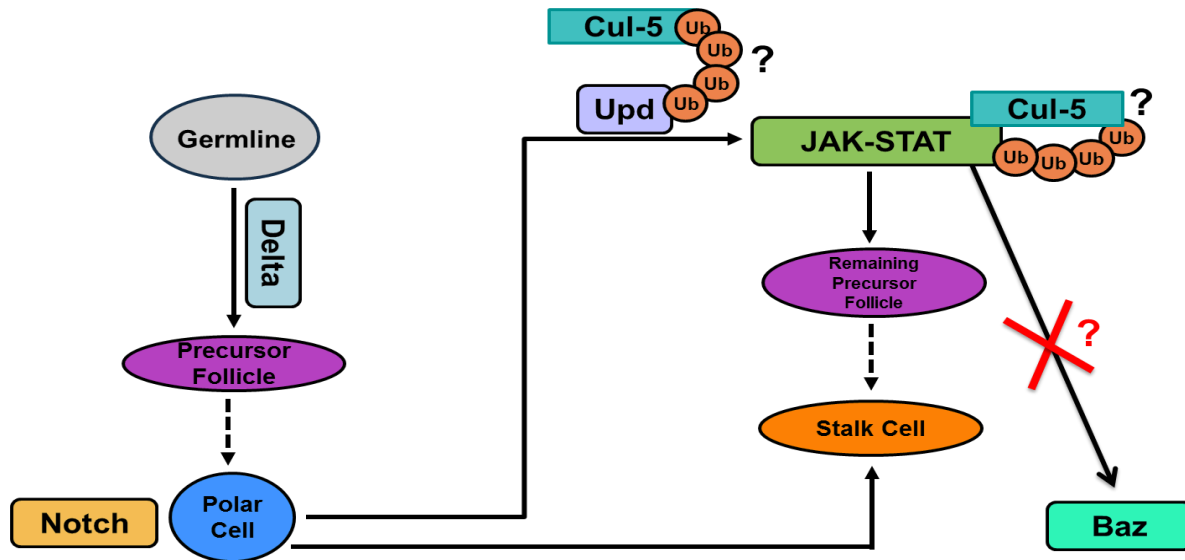 Cul-5
Ub
Ub
Ub
Ub
?
Upd
Germline
Delta
Cul-5
?
JAK-STAT
Ub
Ub
Ub
Ub
Remaining
Precursor
Follicle
Precursor
Follicle
?
Stalk Cell
Notch
Polar
Cell
Baz